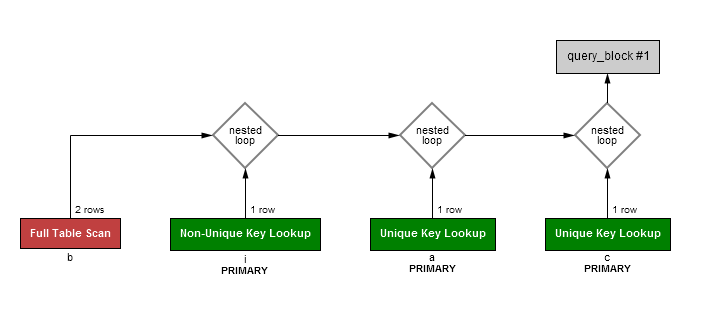 query_block #1
nested
loop
nested
loop
nested
loop
2 rows
1 row
1 row
1 row
Full Table Scan
Non-Unique Key Lookup
Unique Key Lookup
Unique Key Lookup
b
i
a
c
PRIMARY
PRIMARY
PRIMARY